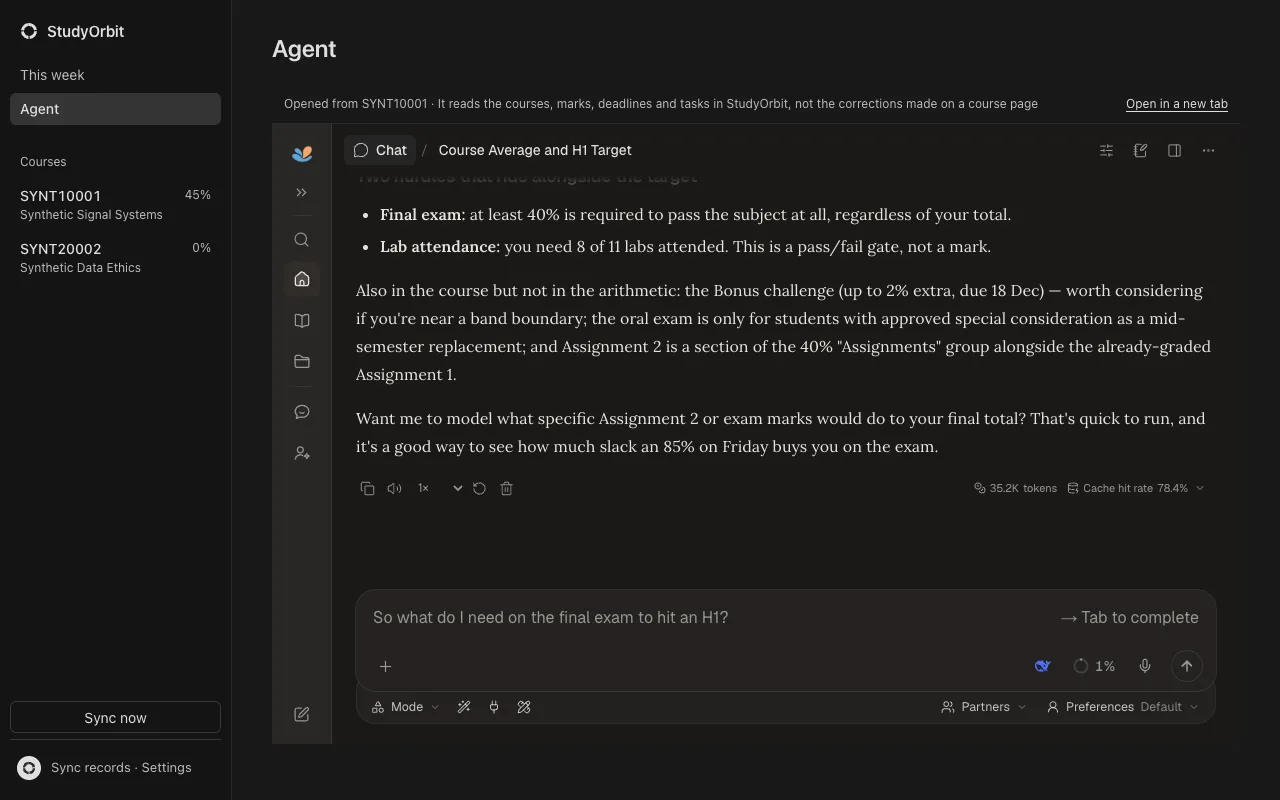 StudyOrbit
This week
Agent
Courses
SYNT10001 45%
Synthetic Signal Systems
SYNT20002 0%
Synthetic Data Ethics
Sync now
Sync records · Settings
Agent
Opened from SYNT10001 · It reads the courses, marks, deadlines and tasks in StudyOrbit, not the corrections made on a course page
Open in a new tab
Chat / Course Average and H1 Target
Two hurdles that ride alongside the target
• Final exam: at least 40% is required to pass the subject at all, regardless of your total.
• Lab attendance: you need 8 of 11 labs attended. This is a pass/fail gate, not a mark.
Also in the course but not in the arithmetic: the Bonus challenge (up to 2% extra, due 18 Dec) — worth considering
if you're near a band boundary; the oral exam is only for students with approved special consideration as a mid-
semester replacement; and Assignment 2 is a section of the 40% "Assignments" group alongside the already-graded
Assignment 1.
Want me to model what specific Assignment 2 or exam marks would do to your final total? That's quick to run, and
it's a good way to see how much slack an 85% on Friday buys you on the exam.
1× 35.2K tokens Cache hit rate 78.4%
So what do I need on the final exam to hit an H1? → Tab to complete
1%
Mode Partners Preferences Default